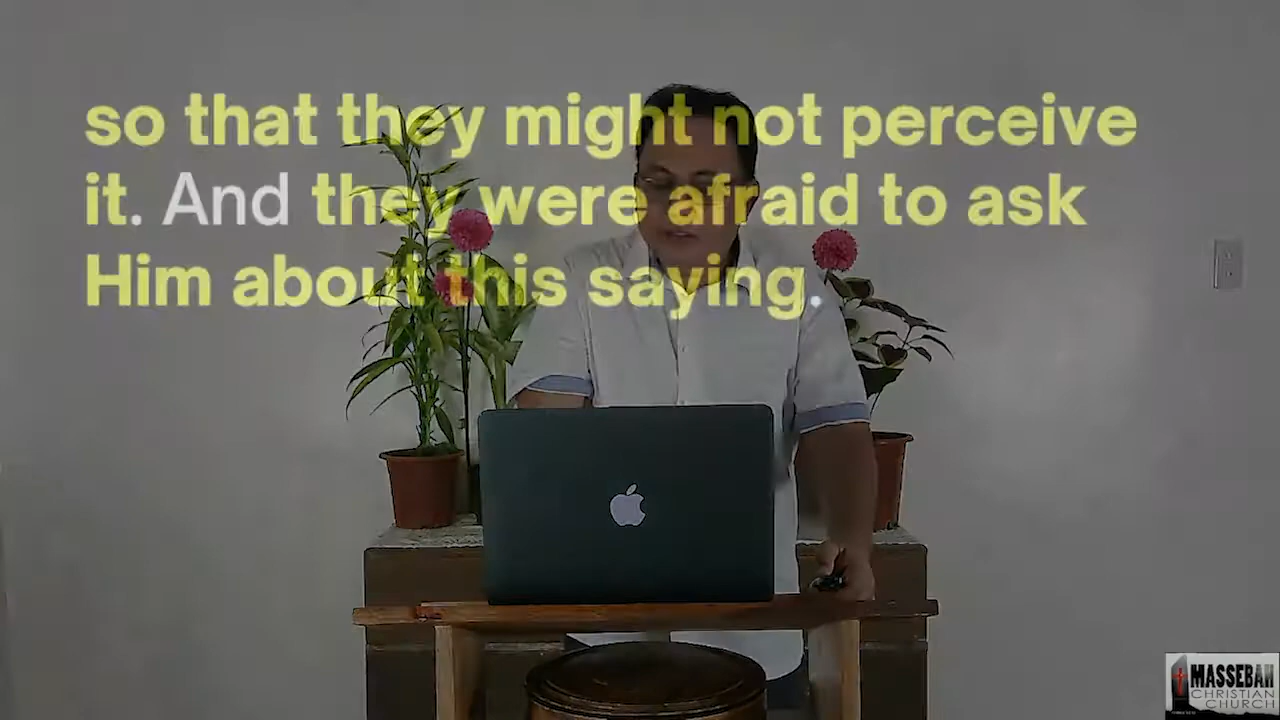 so that they might not perceive
it. And they were afraid to ask
Him about this saying.
MASSEBAH
CHRISTIAN
CHURCH